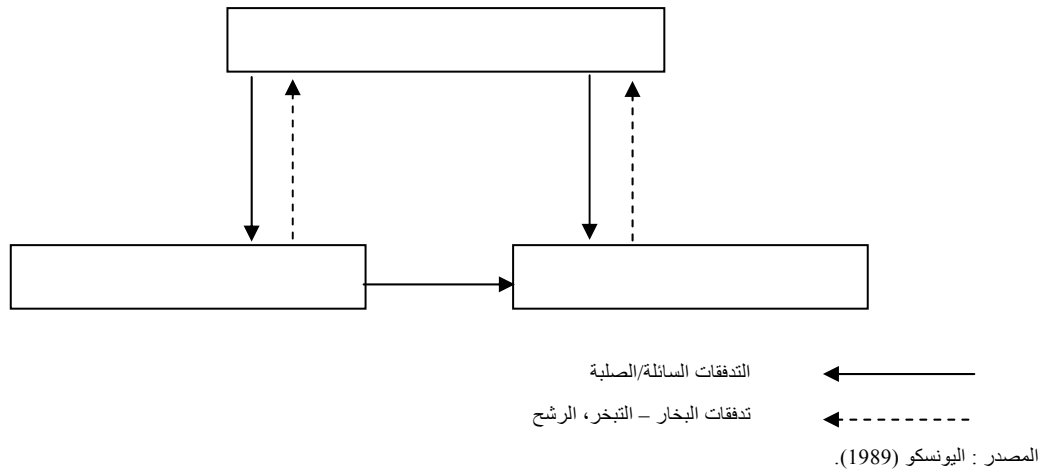 التدفقات السائلة/الصلبة
تدفقات البخار – التبخر، الرشح
المصدر : اليونسكو (1989).